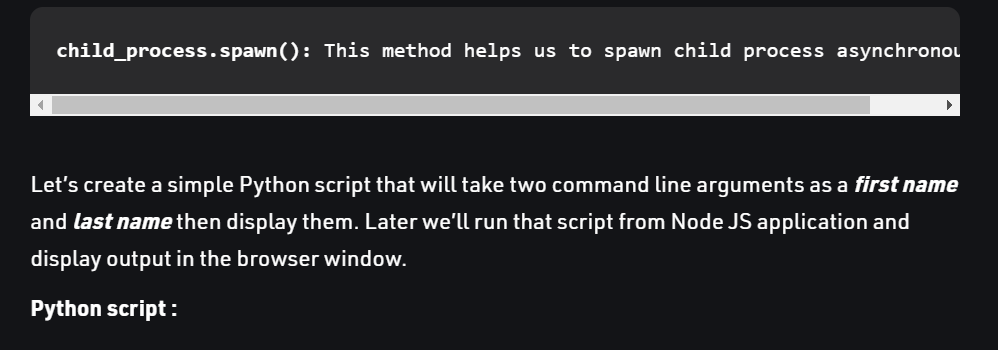 child_process.spawn(): This method helps us to spawn child process
Let’s create a simple Python script that will take two command line arguments as a first name
and last name then display them. Later we’ll run that script from Node JS application and
display output in the browser window.
Python script :